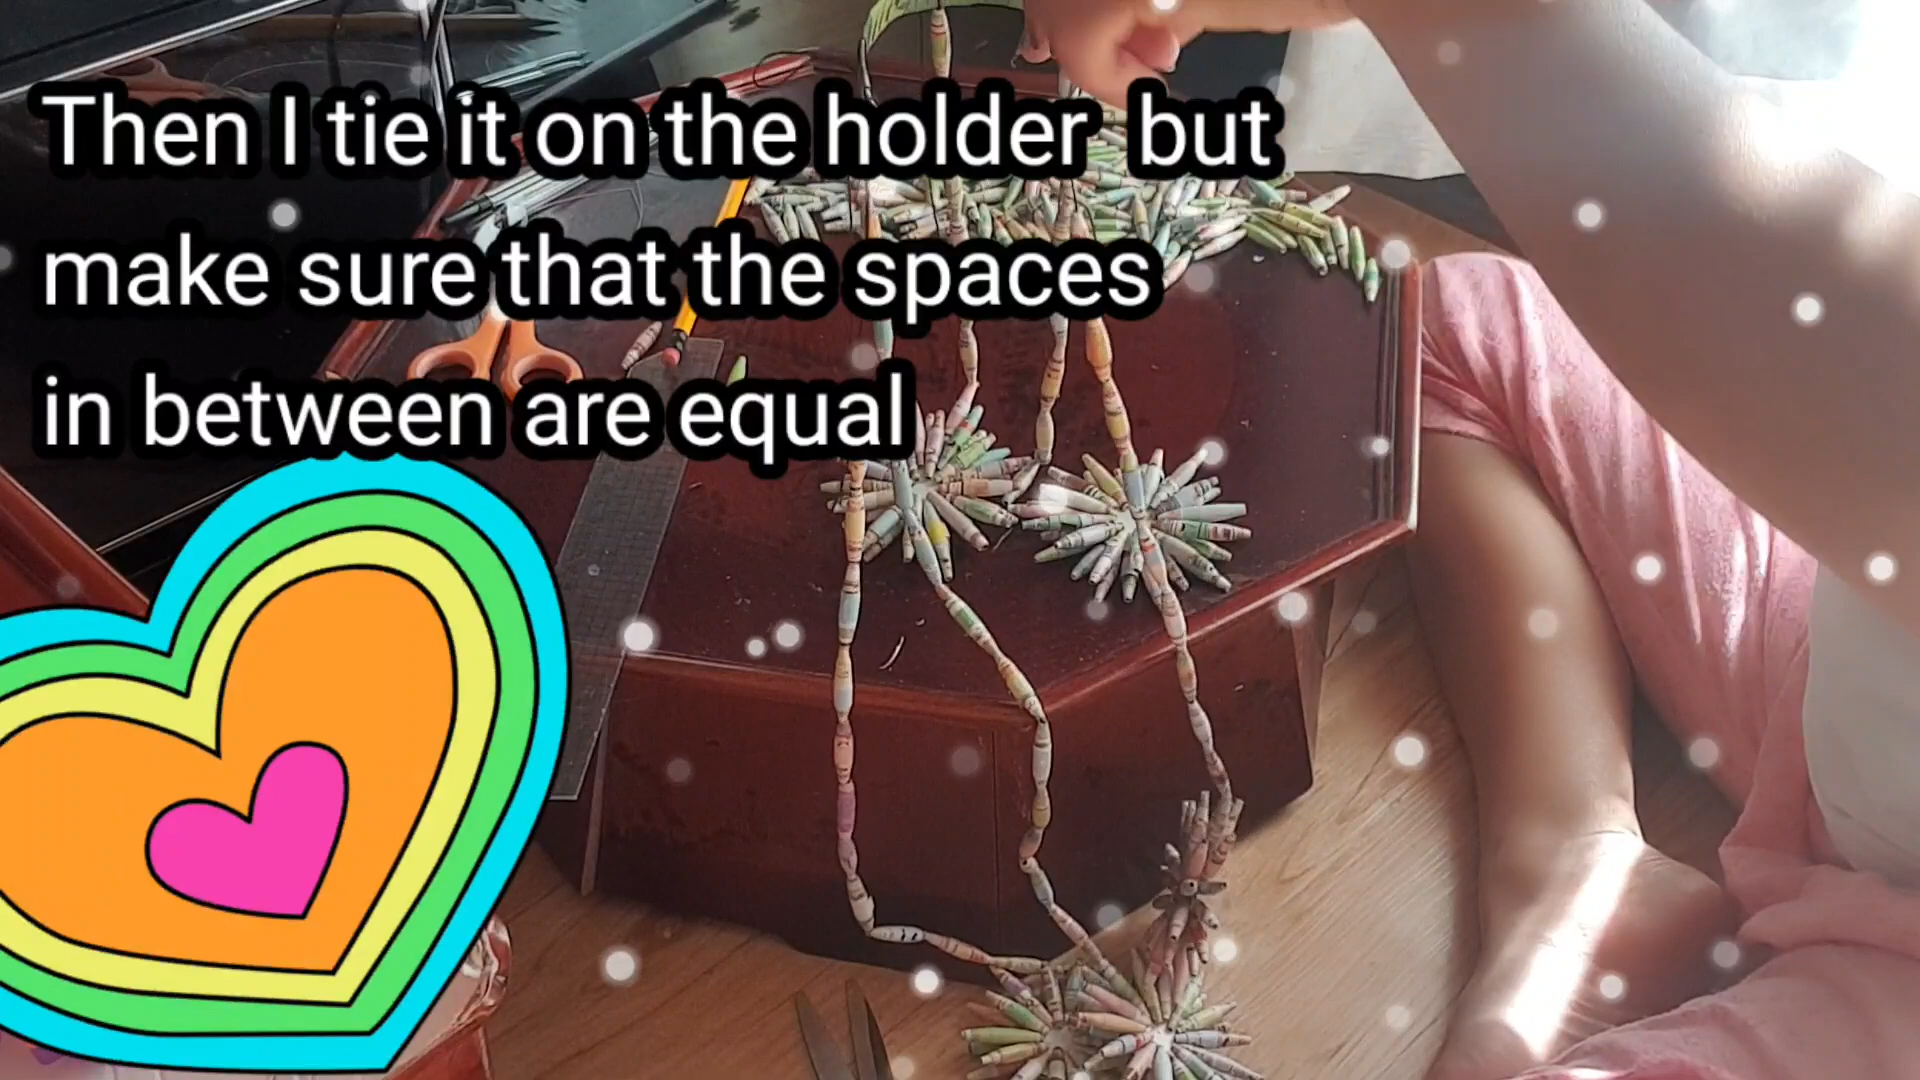 Then I tie it on the holder but
make sure that the spaces
in between are equal